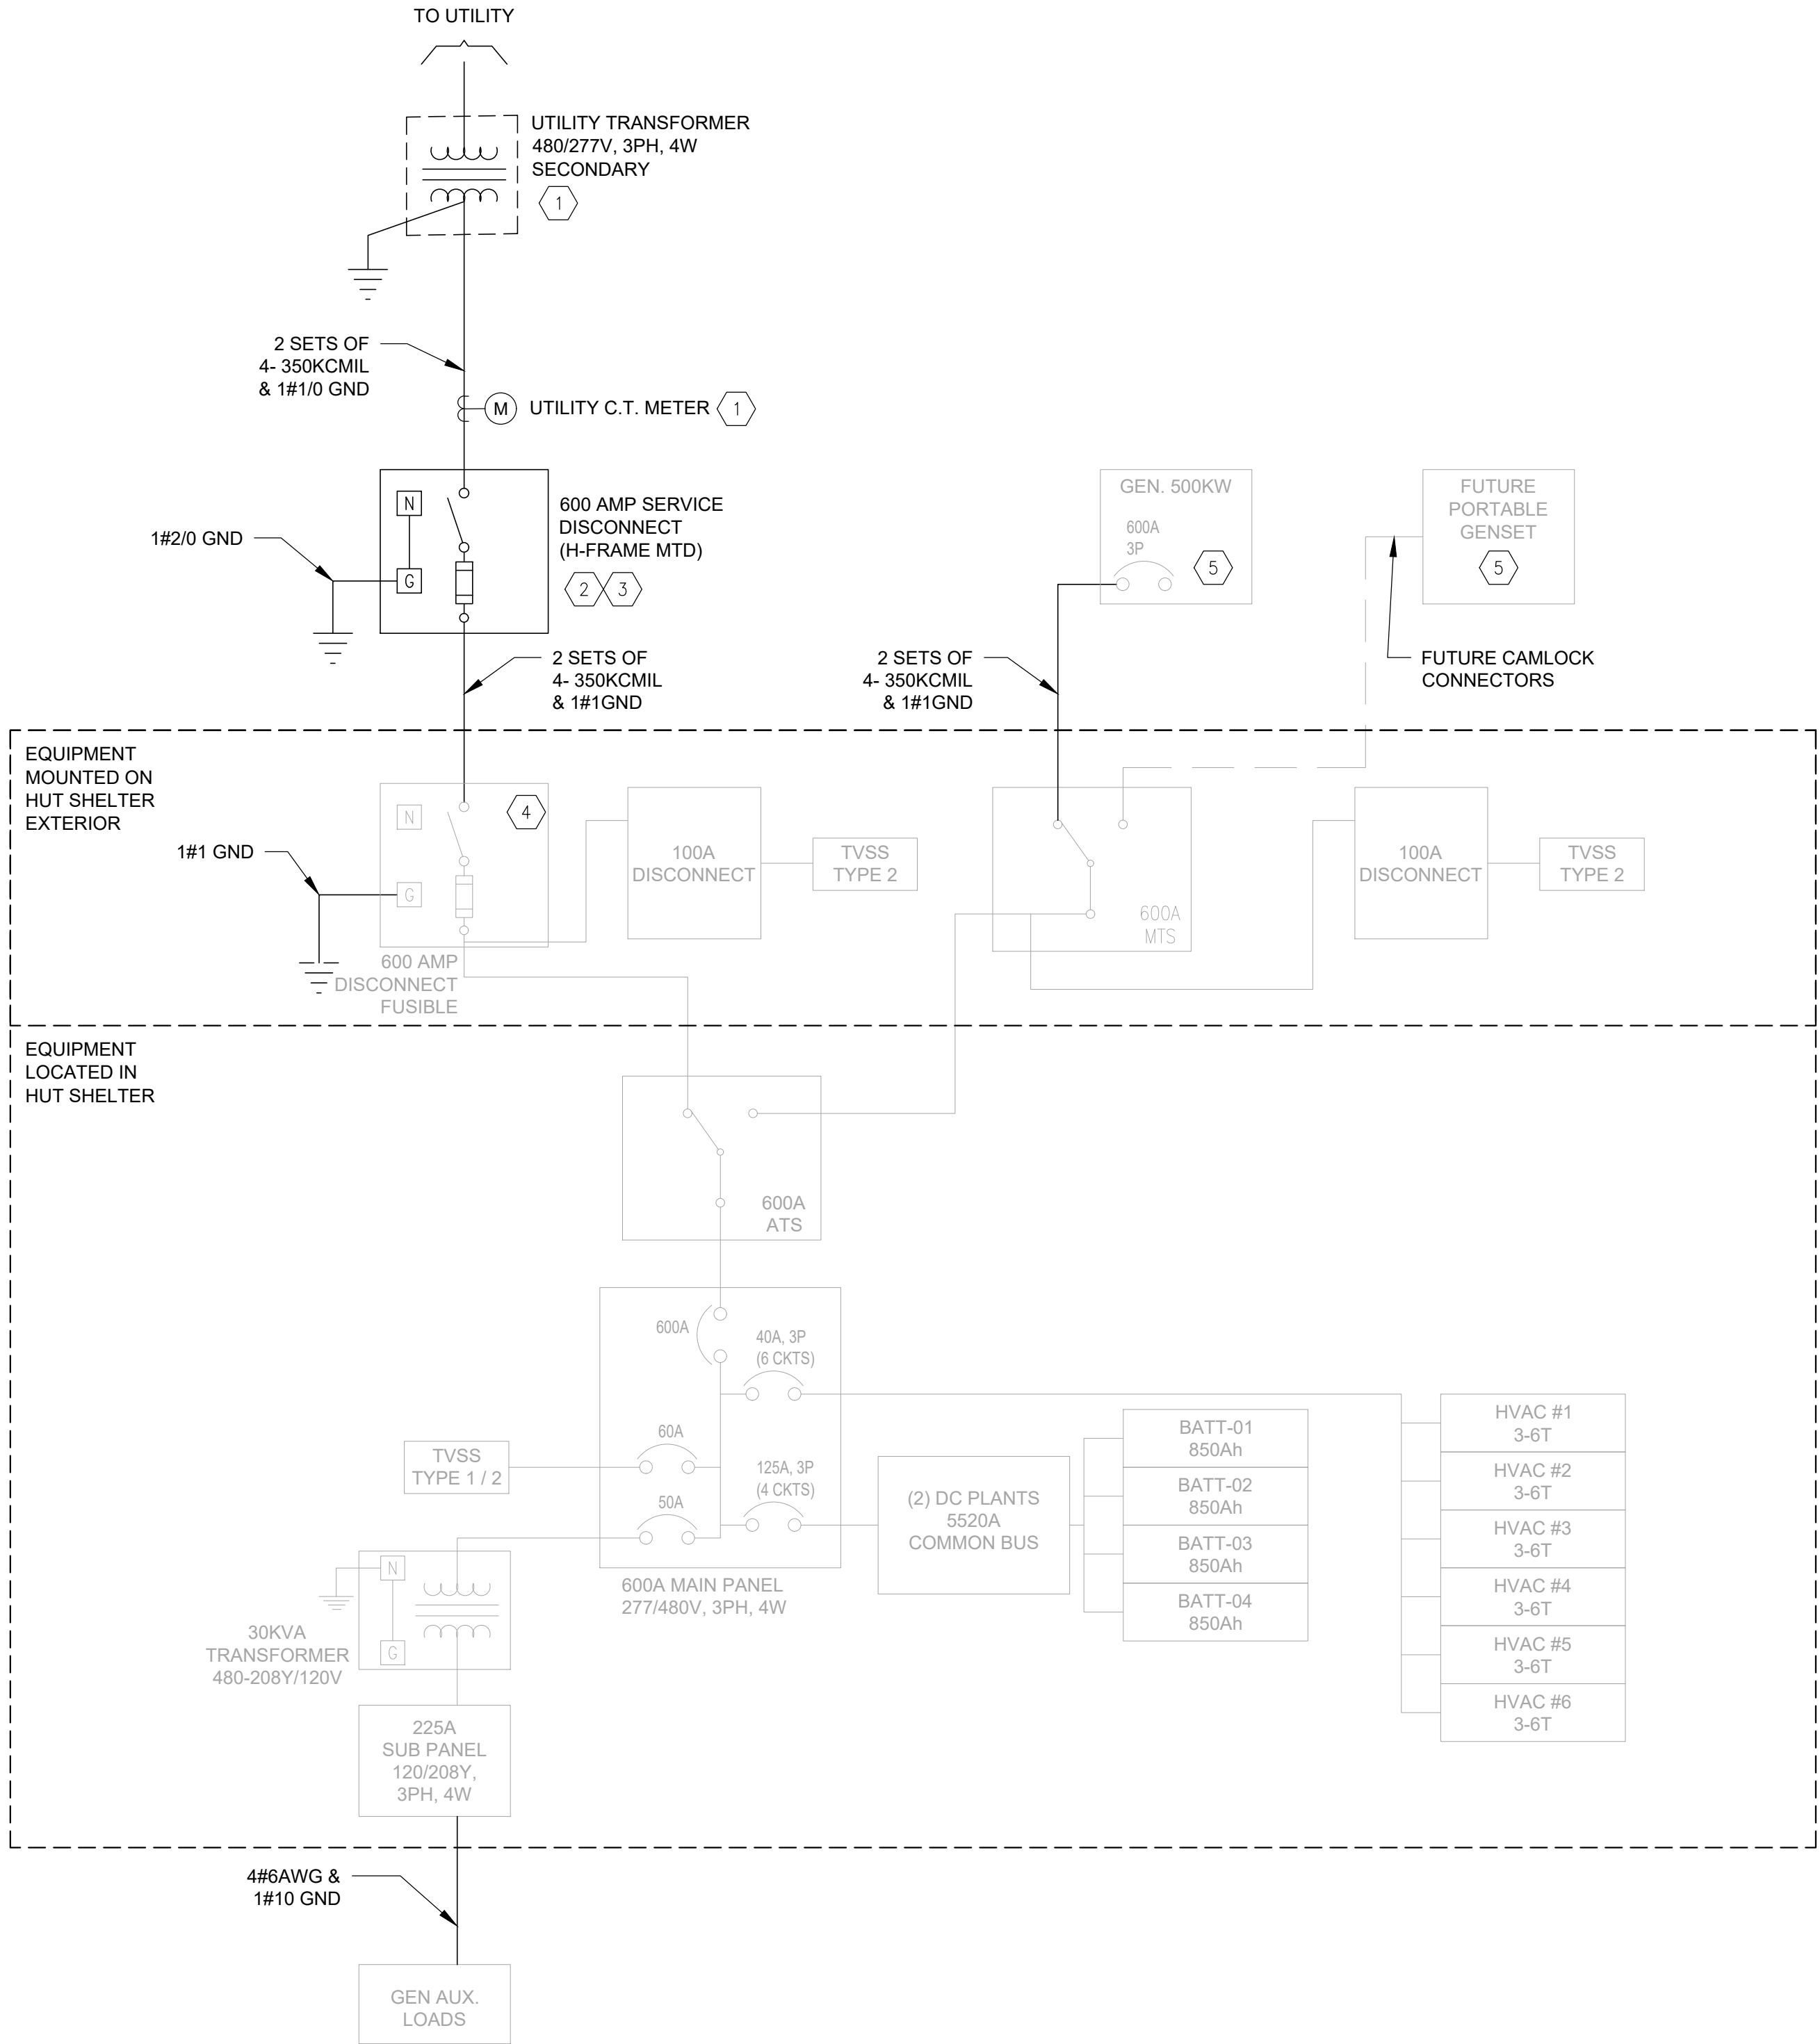 TO UTILITY
UTILITY TRANSFORMER
480/277V, 3PH, 4W
SECONDARY
1
2 SETS OF
4- 350KCMIL
& 1#1/0 GND
M
UTILITY C.T. METER
1
N
G
1#2/0 GND
600 AMP SERVICE
DISCONNECT
(H-FRAME MTD)
2
3
GEN. 500KW
600A
3P
5
FUTURE
PORTABLE
GENSET
5
2 SETS OF
4- 350KCMIL
& 1#1GND
2 SETS OF
4- 350KCMIL
& 1#1GND
FUTURE CAMLOCK
CONNECTORS
EQUIPMENT
MOUNTED ON
HUT SHELTER
EXTERIOR
1#1 GND
N
G
4
600 AMP
DISCONNECT
FUSIBLE
100A
DISCONNECT
TVSS
TYPE 2
600A
MTS
100A
DISCONNECT
TVSS
TYPE 2
EQUIPMENT
LOCATED IN
HUT SHELTER
600A
ATS
600A
40A, 3P
(6 CKTS)
60A
125A, 3P
(4 CKTS)
50A
TVSS
TYPE 1 / 2
600A MAIN PANEL
277/480V, 3PH, 4W
(2) DC PLANTS
5520A
COMMON BUS
BATT-01
850Ah
BATT-02
850Ah
BATT-03
850Ah
BATT-04
850Ah
HVAC #1
3-6T
HVAC #2
3-6T
HVAC #3
3-6T
HVAC #4
3-6T
HVAC #5
3-6T
HVAC #6
3-6T
N
G
30KVA
TRANSFORMER
480-208Y/120V
225A
SUB PANEL
120/208Y,
3PH, 4W
4#6AWG &
1#10 GND
GEN AUX.
LOADS